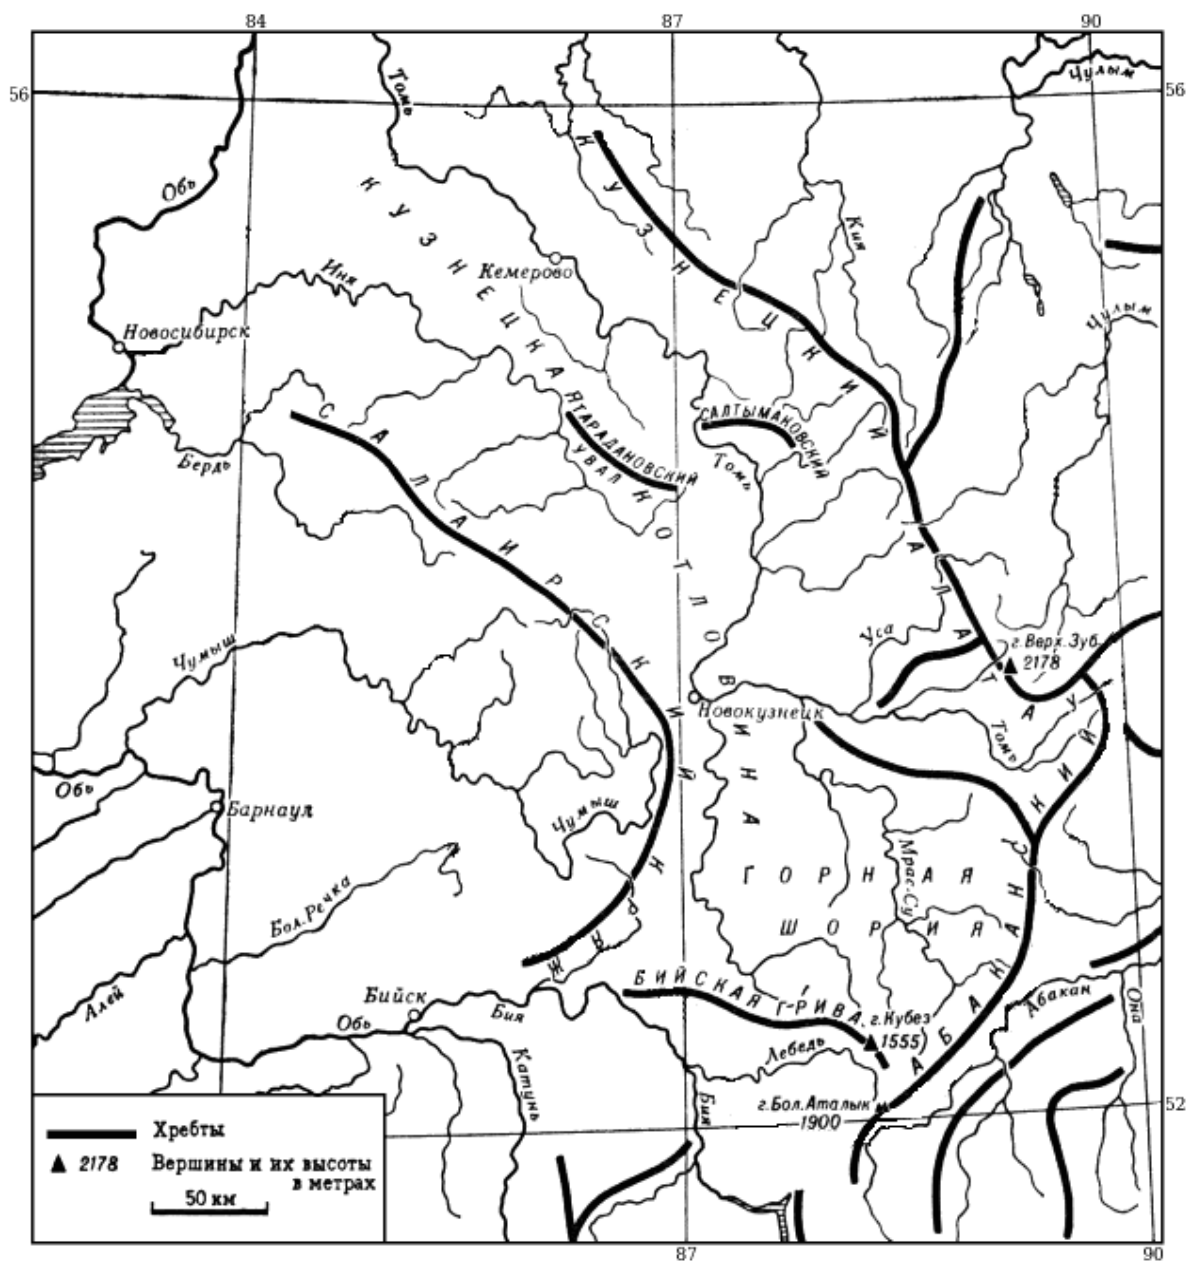 84 87 90
56 56
Чулым
Томь
Обь
КУЗНЕЦКИЙ АЛАТАУ
КУЗНЕЦКАЯ КОТЛОВИНА
Кия
Кемерово
Иня
Чулым
Новосибирск
САЛАИРСКИЙ КРЯЖ
ТАРАДАНОВСКИЙ
УВАЛ
САЛТЫМАКОВСКИЙ
Томь
Бердь
Уса
г. Верх. Зуб
2178
Чумыш
Новокузнецк
Томь
Обь
Барнаул
Чумыш
Мрас-Су
ГОРНАЯ
ШОРИЯ
АБАКАНСКИЙ
Бол. Речка
Алей
БИЙСКАЯ ГРИВА
г. Кубез
1555
Абакан
Она
Бийск
Бия
Обь
Катунь
Лебедь
Бия
г. Бол. Аталык
1900
52
Хребты
2178 Вершины и их высоты
в метрах
50 км
87 90